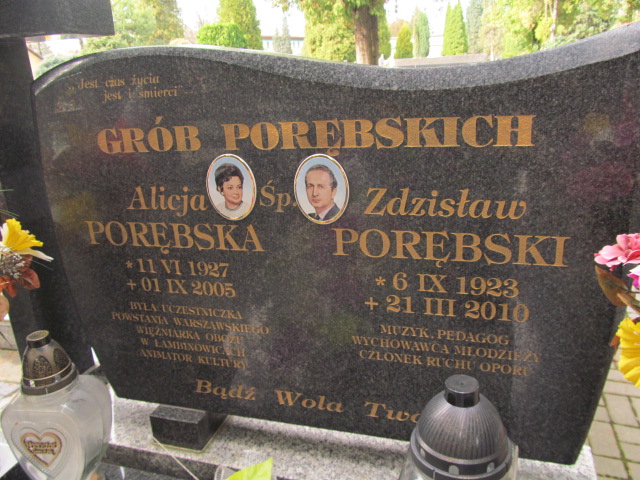 „Jest czas życia
jest i śmierci”
GRÓB PORĘBSKICH
Śp.
Alicja
PORĘBSKA
* 11 VI 1927
+ 01 IX 2005
BYŁA UCZESTNICZKA
POWSTANIA WARSZAWSKIEGO
WIĘŹNIARKA OBOZU
W ŁAMBINOWICACH
ANIMATOR KULTURY
Zdzisław
PORĘBSKI
* 6 IX 1923
+ 21 III 2010
MUZYK, PEDAGOG
WYCHOWAWCA MŁODZIEŻY
CZŁONEK RUCHU OPORU
Bądź Wola